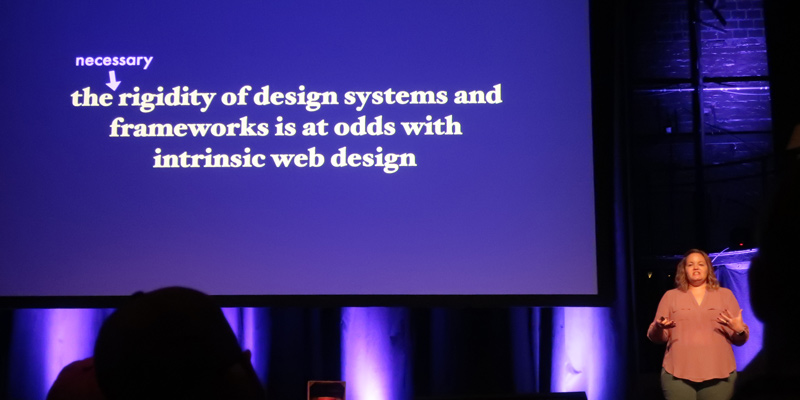 necessary
the rigidity of design systems and
frameworks is at odds with
intrinsic web design